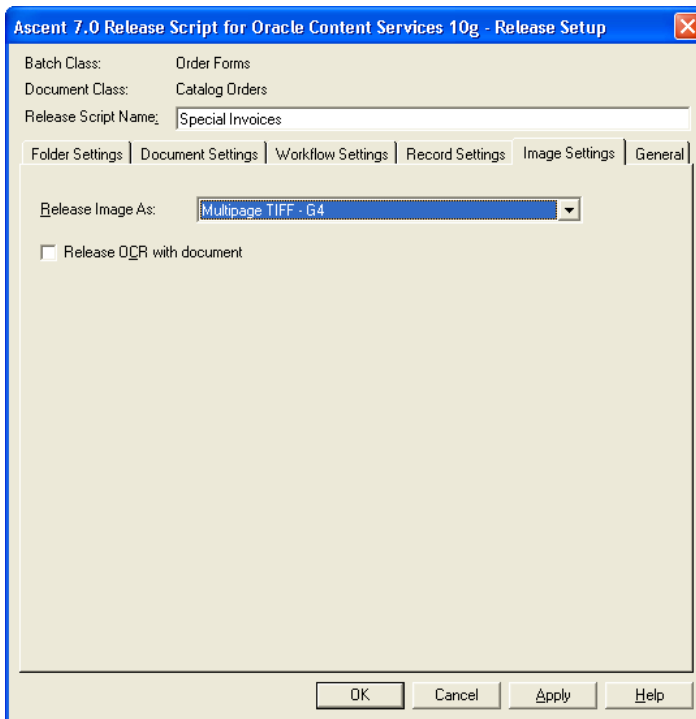 Ascent 7.0 Release Script for Oracle Content Services 10g - Release Setup
Batch Class: Order Forms
Document Class: Catalog Orders
Release Script Name: Special Invoices
Folder Settings Document Settings Workflow Settings Record Settings Image Settings General
Release Image As: Multipage TIFF - G4
Release OCR with document
OK Cancel Apply Help